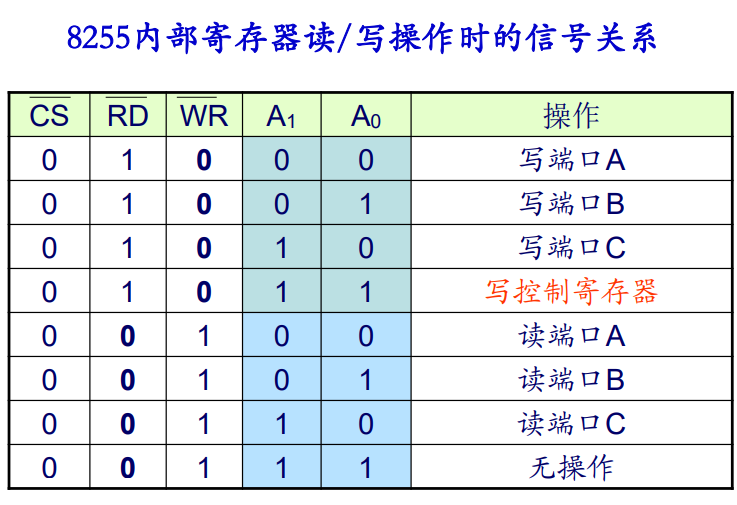 8255内部寄存器读/写操作时的信号关系
CS RD WR A1 A0 操作
0 1 0 0 0 写端口A
0 1 0 0 1 写端口B
0 1 0 1 0 写端口C
0 1 0 1 1 写控制寄存器
0 0 1 0 0 读端口A
0 0 1 0 1 读端口B
0 0 1 1 0 读端口C
0 0 1 1 1 无操作